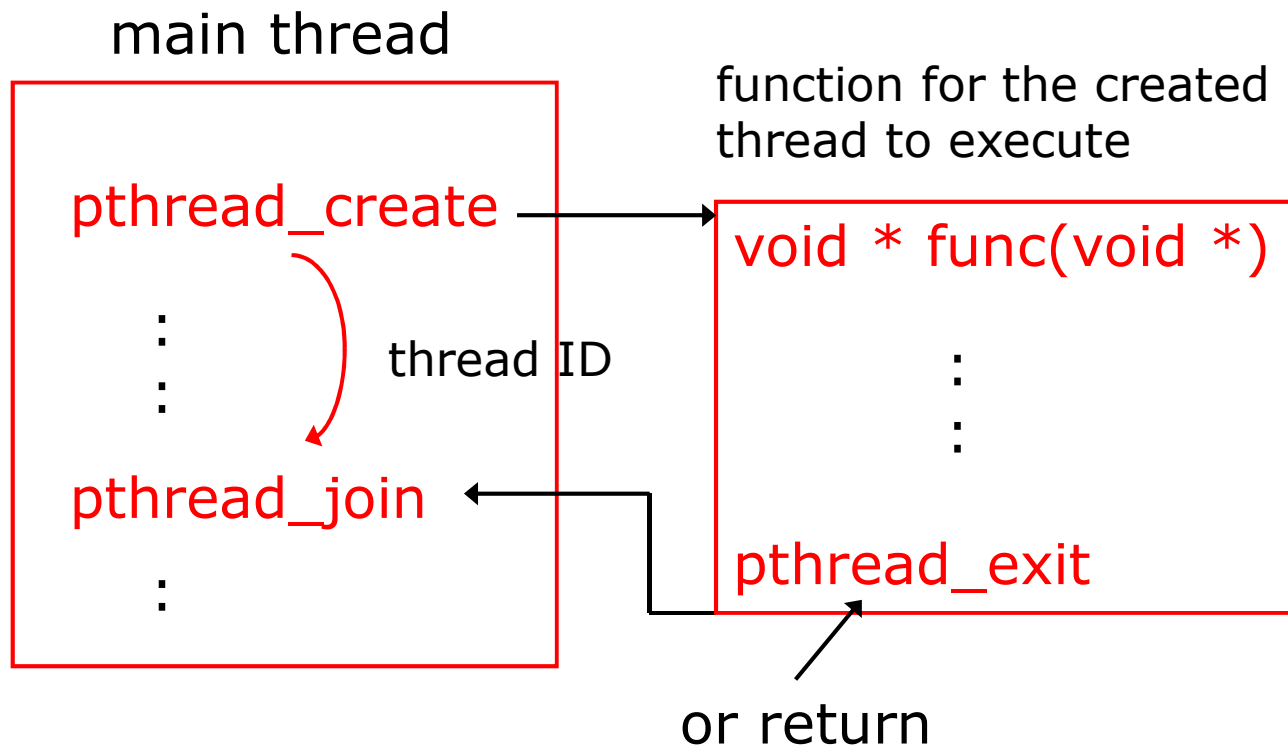 main thread
pthread_create
:
:
thread ID
pthread_join
:
function for the created
thread to execute
void * func(void *)
:
:
pthread_exit
or return